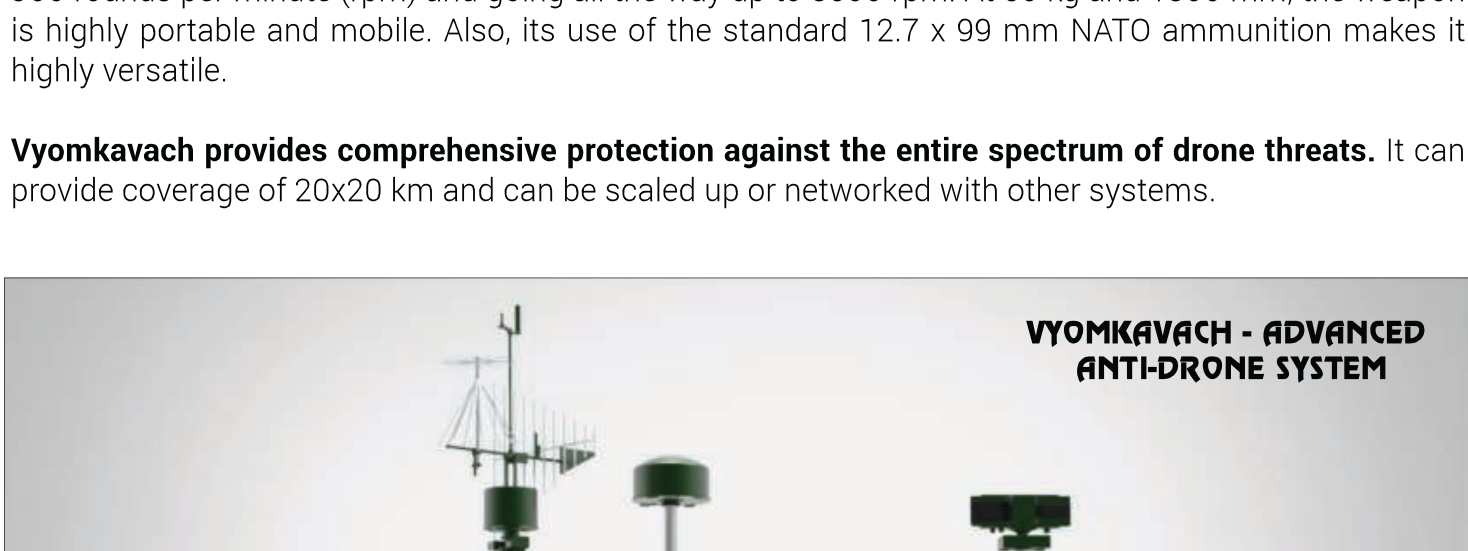 is highly portable and mobile. Also, its use of the standard 12.7 x 99 mm NATO ammunition makes it
highly versatile.
Vyomkavach provides comprehensive protection against the entire spectrum of drone threats. It can
provide coverage of 20x20 km and can be scaled up or networked with other systems.
VYOMKAVACH - ADVANCED
ANTI-DRONE SYSTEM